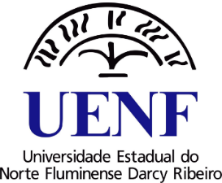 UENF
Universidade Estadual do
Norte Fluminense Darcy Ribeiro